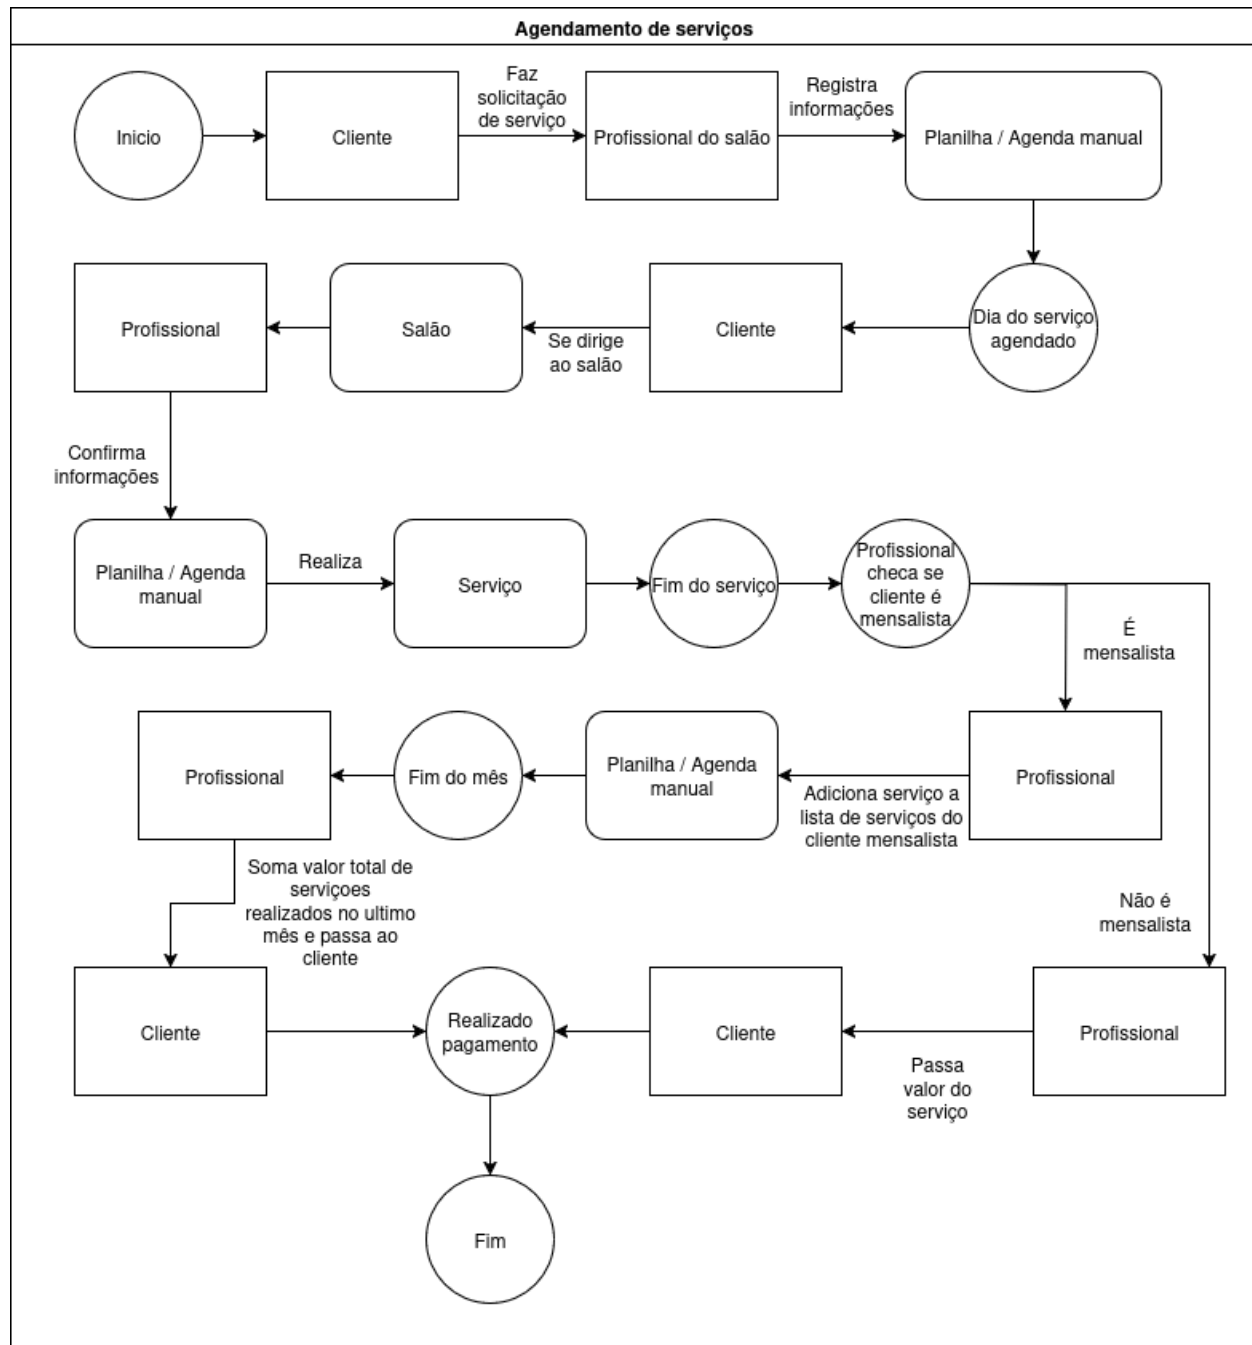 Agendamento de serviços
Inicio
Cliente
Faz
solicitação
de serviço
Profissional do salão
Registra
informações
Planilha / Agenda manual
Dia do serviço
agendado
Cliente
Se dirige
ao salão
Salão
Profissional
Confirma
informações
Planilha / Agenda
manual
Realiza
Serviço
Fim do serviço
Profissional
checa se
cliente é
mensalista
É
mensalista
Profissional
Adiciona serviço a
lista de serviços do
cliente mensalista
Planilha / Agenda
manual
Fim do mês
Profissional
Soma valor total de
serviçoes
realizados no ultimo
mês e passa ao
cliente
Cliente
Não é
mensalista
Profissional
Passa
valor do
serviço
Cliente
Realizado
pagamento
Fim